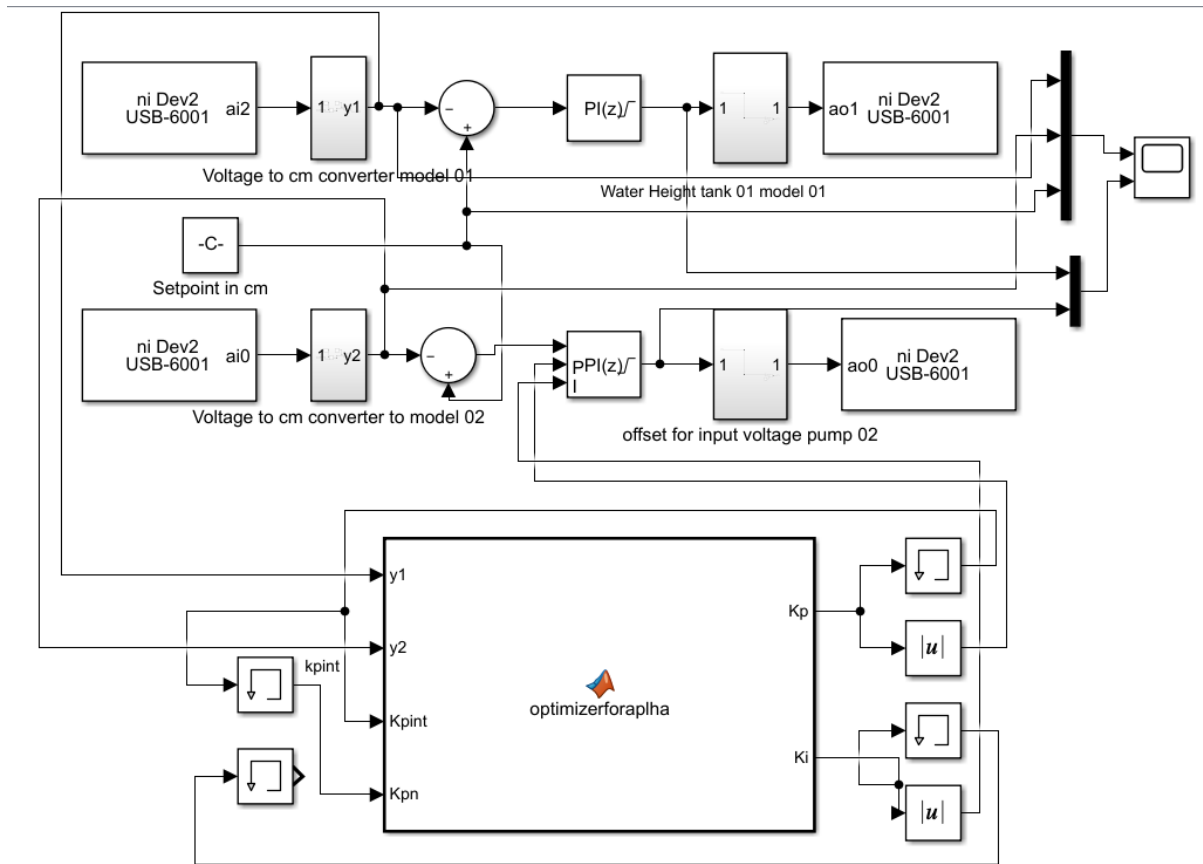 ni Dev2
USB-6001
ai2
1
y1
Voltage to cm converter model 01
−
+
PI(z)
1
1
Water Height tank 01 model 01
ao1
ni Dev2
USB-6001
-C-
Setpoint in cm
ni Dev2
USB-6001
ai0
1
y2
Voltage to cm converter to model 02
−
+
P
I
PI(z)
1
1
offset for input voltage pump 02
ao0
ni Dev2
USB-6001
y1
y2
kpint
Kpint
Kpn
optimizerforaplha
Kp
Ki
|u|
|u|